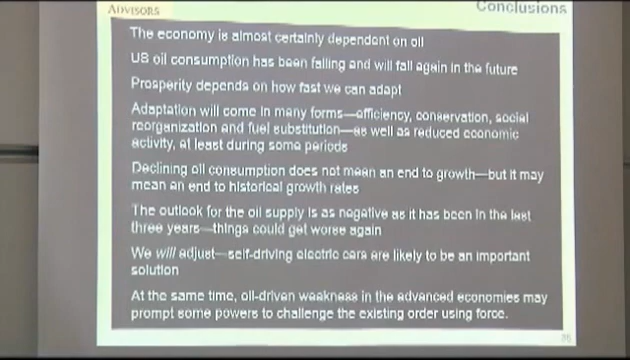 ADVISORS
Conclusions
The economy is almost certainly dependent on oil
US oil consumption has been falling and will fall again in the future
Prosperity depends on how fast we can adapt
Adaptation will come in many forms—efficiency, conservation, social
reorganization and fuel substitution—as well as reduced economic
activity, at least during some periods
Declining oil consumption does not mean an end to growth—but it may
mean an end to historical growth rates
The outlook for the oil supply is as negative as it has been in the last
three years—things could get worse again
We will adjust—self-driving electric cars are likely to be an important
solution
At the same time, oil-driven weakness in the advanced economies may
prompt some powers to challenge the existing order using force.